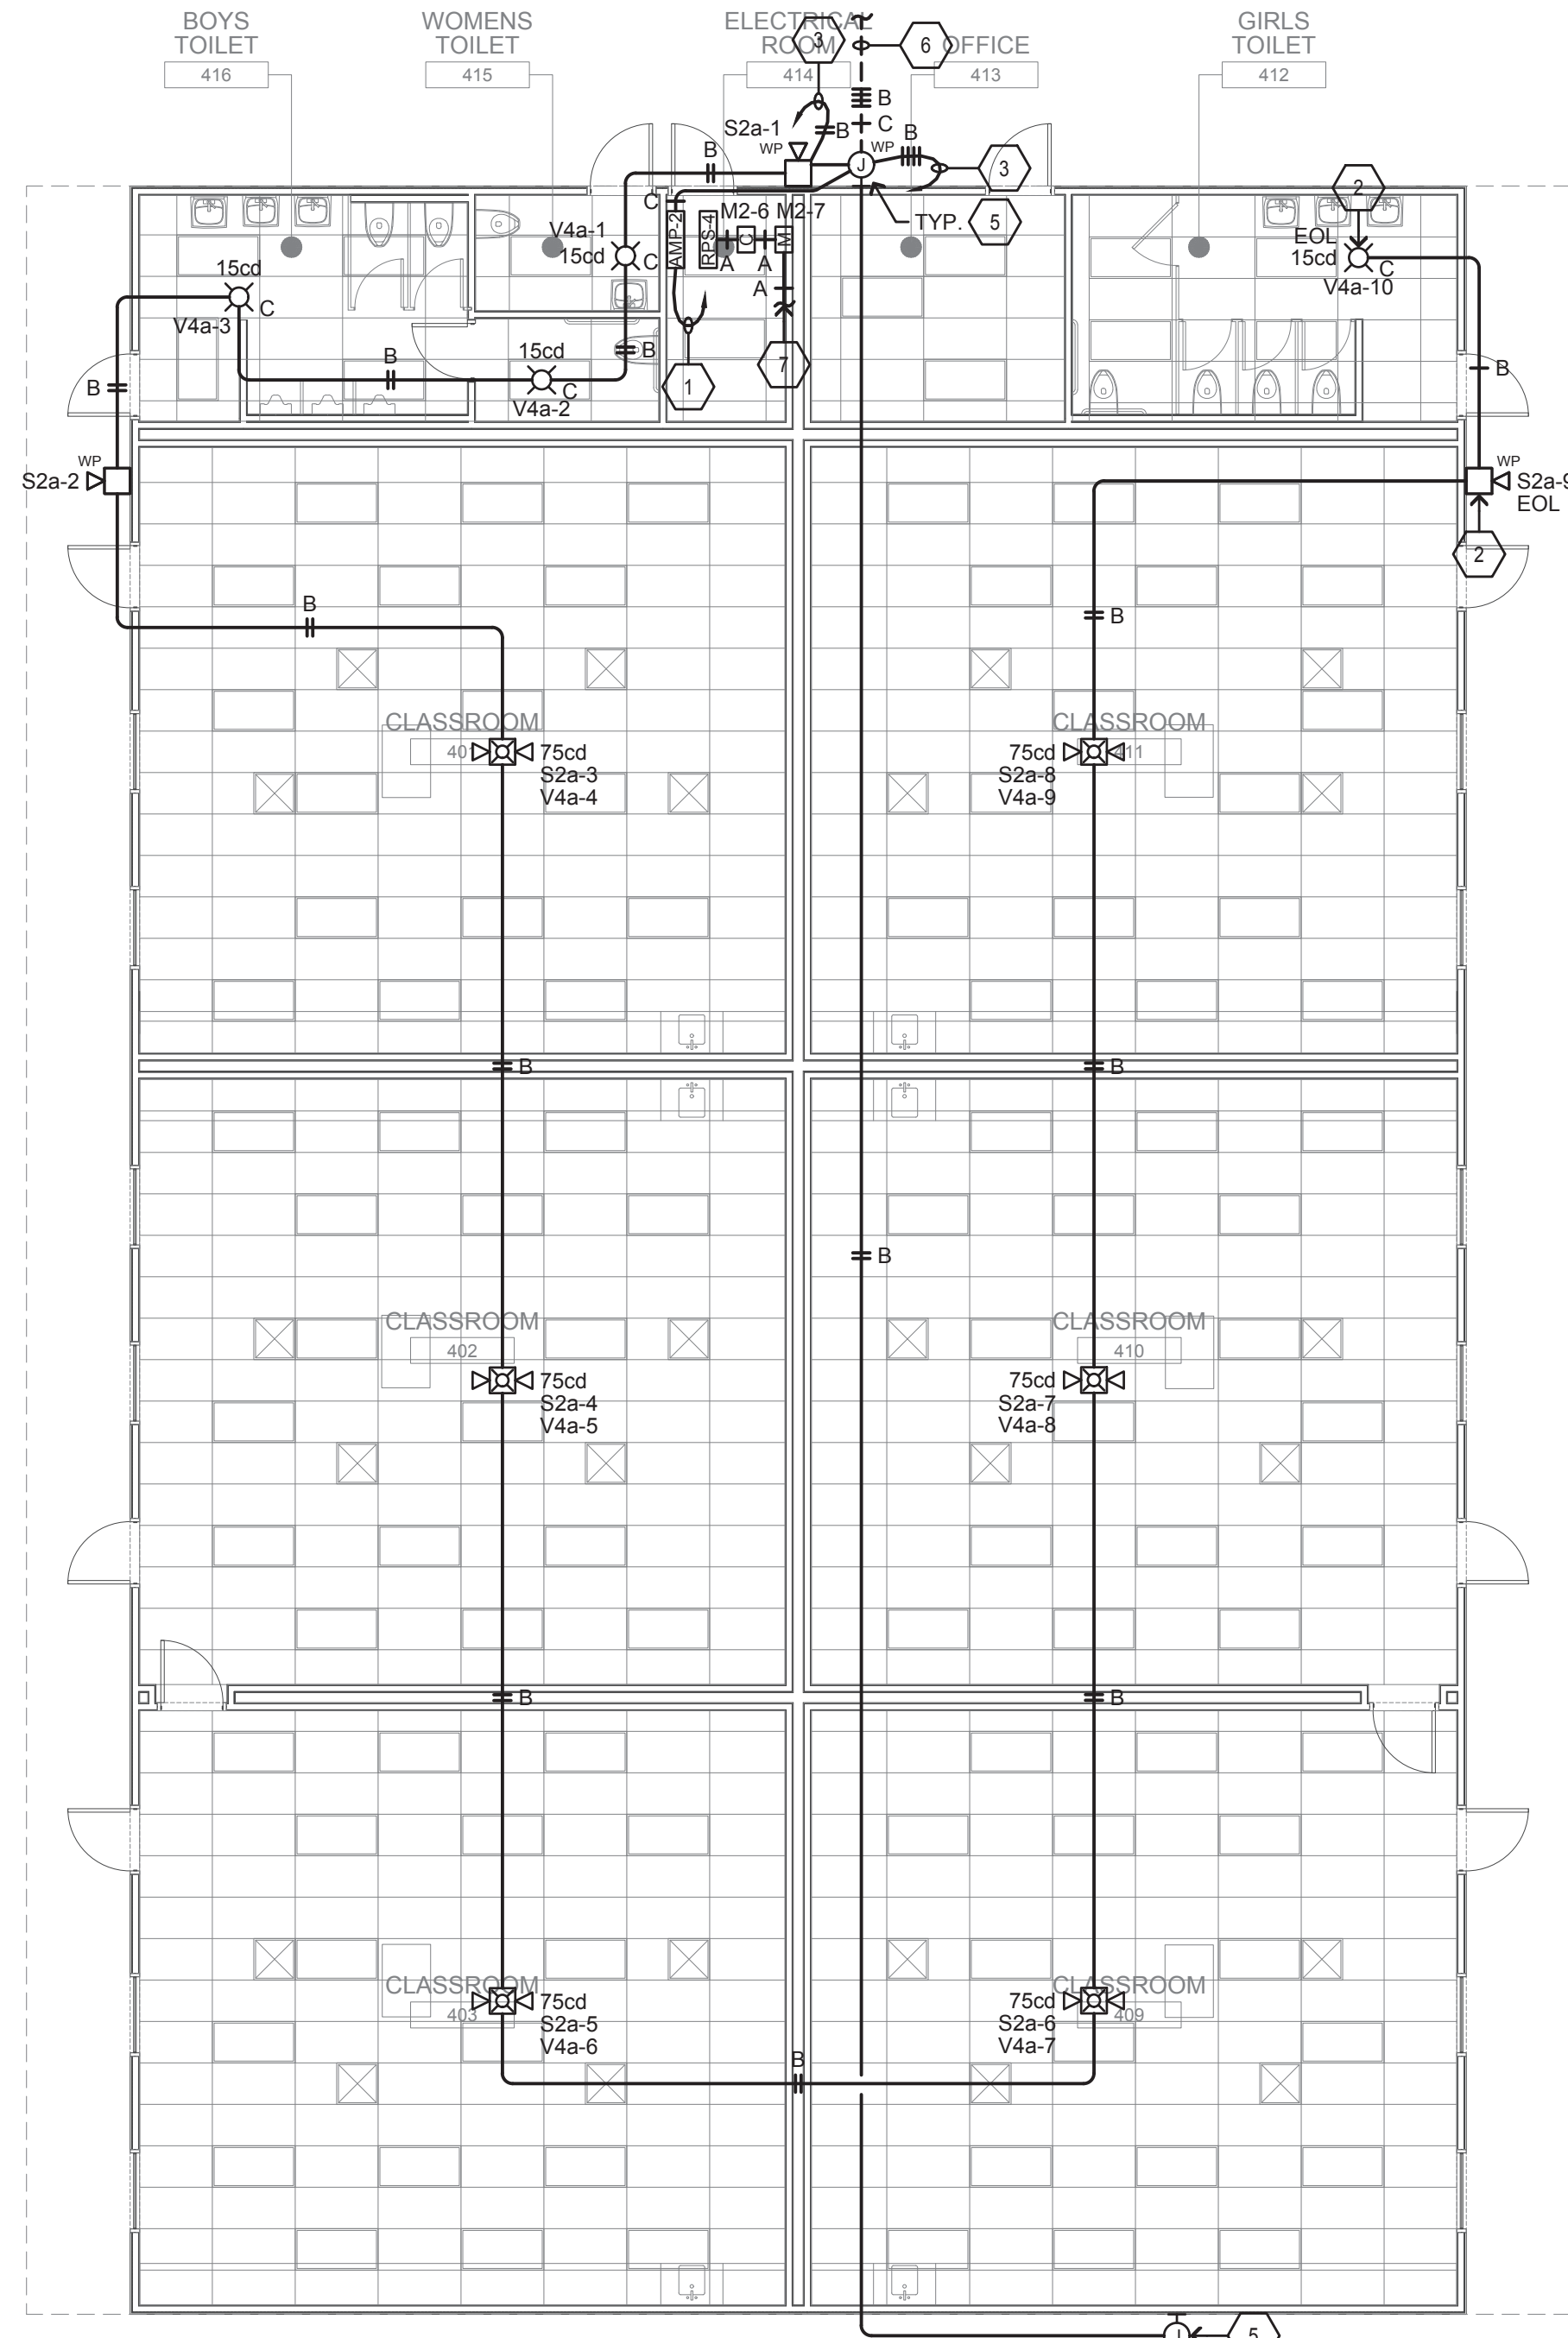 BOYS
TOILET
416
WOMENS
TOILET
415
ELECTRICAL
ROOM
414
OFFICE
413
GIRLS
TOILET
412
3
6
B
C
S2a-1
WP
B
J
WP
B
3
B
TYP.
5
2
C
AMP-2
RPS-4
M2-6
M2-7
C
M
A
A
A
V4a-1
15cd
C
EOL
15cd
C
V4a-10
15cd
C
V4a-3
B
15cd
C
V4a-2
B
1
7
B
B
WP
S2a-2
WP
S2a-9
EOL
2
B
B
CLASSROOM
401
75cd
S2a-3
V4a-4
CLASSROOM
411
75cd
S2a-8
V4a-9
B
B
B
CLASSROOM
402
75cd
S2a-4
V4a-5
CLASSROOM
410
75cd
S2a-7
V4a-8
B
B
CLASSROOM
403
75cd
S2a-5
V4a-6
CLASSROOM
409
75cd
S2a-6
V4a-7
B
J
5